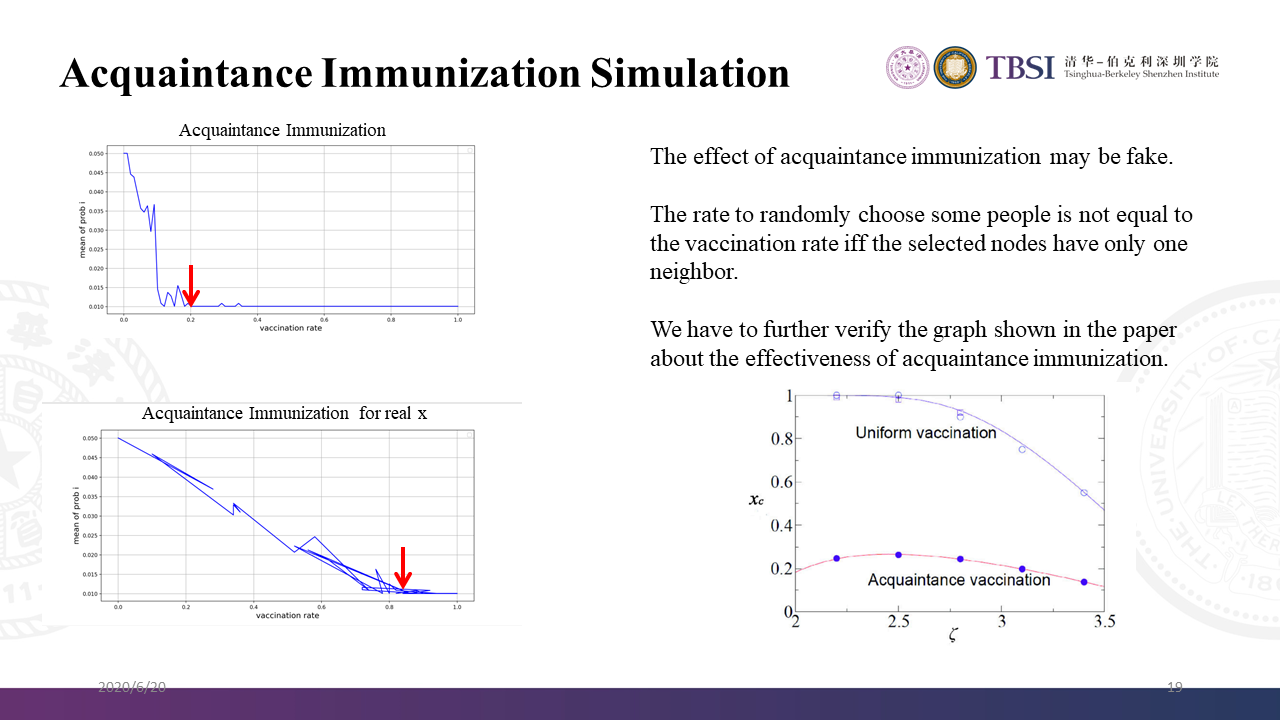 Acquaintance Immunization Simulation
TBSI
清华-伯克利深圳学院
Tsinghua-Berkeley Shenzhen Institute
Acquaintance Immunization
0.050
0.045
0.040
0.035
0.030
0.025
0.020
0.015
0.010
mean of prob i
0.0 0.2 0.4 0.6 0.8 1.0
vaccination rate
Acquaintance Immunization for real x
0.050
0.045
0.040
0.035
0.030
0.025
0.020
0.015
0.010
mean of prob i
0.0 0.2 0.4 0.6 0.8 1.0
vaccination rate
The effect of acquaintance immunization may be fake.
The rate to randomly choose some people is not equal to
the vaccination rate iff the selected nodes have only one
neighbor.
We have to further verify the graph shown in the paper
about the effectiveness of acquaintance immunization.
1
0.8
0.6
0.4
0.2
0
xc
Uniform vaccination
Acquaintance vaccination
2 2.5 3 3.5
ζ
2020/6/20
19